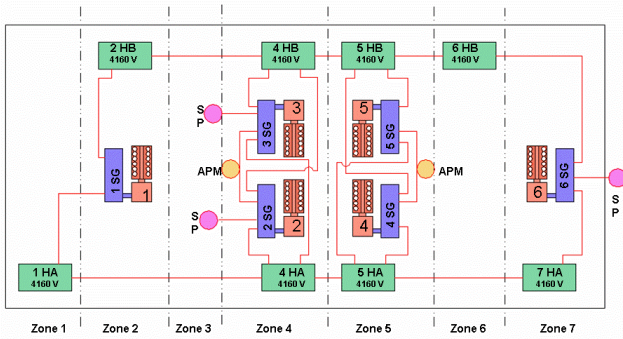 2 HB
4160 V
4 HB
4160 V
5 HB
4160 V
6 HB
4160 V
S
P
3 SG
3
5
5 SG
1 SG
1
APM
APM
6
6 SG
S
P
S
P
2 SG
2
4
4 SG
1 HA
4160 V
4 HA
4160 V
5 HA
4160 V
7 HA
4160 V
Zone 1
Zone 2
Zone 3
Zone 4
Zone 5
Zone 6
Zone 7